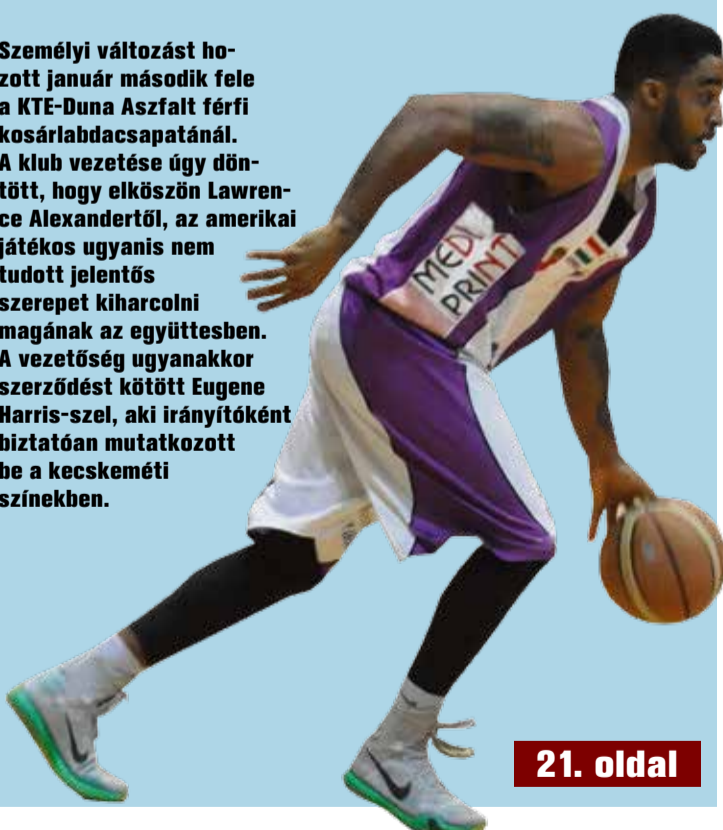 Személyi változást ho-
zott január második fele
a KTE-Duna Aszfalt férfi
kosárlabdacsapatánál.
A klub vezetése úgy dön-
tött, hogy elköszön Lawren-
ce Alexandertől, az amerikai
játékos ugyanis nem
tudott jelentős
szerepet kiharcolni
magának az együttesben.
A vezetőség ugyanakkor
szerződést kötött Eugene
Harris-szel, aki irányítóként
biztatóan mutatkozott
be a kecskeméti
színekben.
MEDI
PRINT
21. oldal